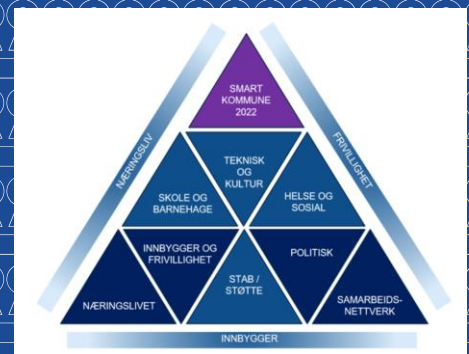 SMART
KOMMUNE
2022
NÆRINGSLIV
FRIVILLIGHET
TEKNISK
OG
KULTUR
SKOLE OG
BARNEHAGE
HELSE OG
SOSIAL
INNBYGGER OG
FRIVILLIGHET
POLITISK
STAB /
STØTTE
NÆRINGSLIVET
SAMARBEIDS-
NETTVERK
INNBYGGER